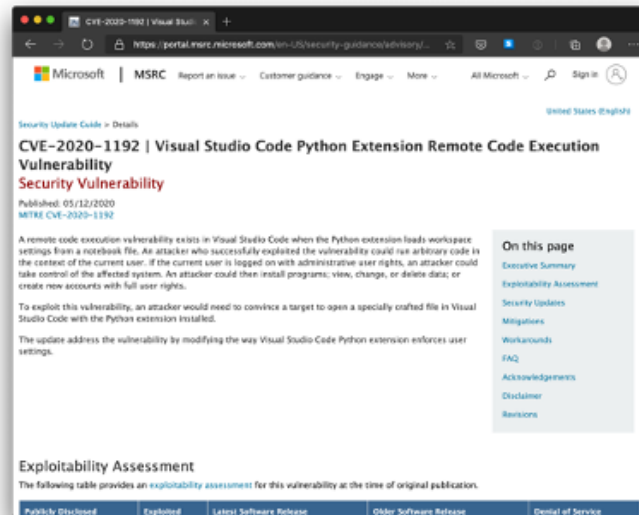 CVE-2020-1192 | Visual Studi
https://portal.msrc.microsoft.com/en-US/security-guidance/advisory/...
Microsoft | MSRC Report an issue Customer guidance Engage More All Microsoft Sign in
United States (English)
Security Update Guide > Details
CVE-2020-1192 | Visual Studio Code Python Extension Remote Code Execution
Vulnerability
Security Vulnerability
Published: 05/12/2020
MITRE CVE-2020-1192
A remote code execution vulnerability exists in Visual Studio Code when the Python extension loads workspace
settings from a notebook file. An attacker who successfully exploited the vulnerability could run arbitrary code in
the context of the current user. If the current user is logged on with administrative user rights, an attacker could
take control of the affected system. An attacker could then install programs; view, change, or delete data; or
create new accounts with full user rights.
To exploit this vulnerability, an attacker would need to convince a target to open a specially crafted file in Visual
Studio Code with the Python extension installed.
The update address the vulnerability by modifying the way Visual Studio Code Python extension enforces user
settings.
On this page
Executive Summary
Exploitability Assessment
Security Updates
Mitigations
Workarounds
FAQ
Acknowledgements
Disclaimer
Revisions
Exploitability Assessment
The following table provides an exploitability assessment for this vulnerability at the time of original publication.
Publicly Disclosed Exploited Latest Software Release Older Software Release Denial of Service